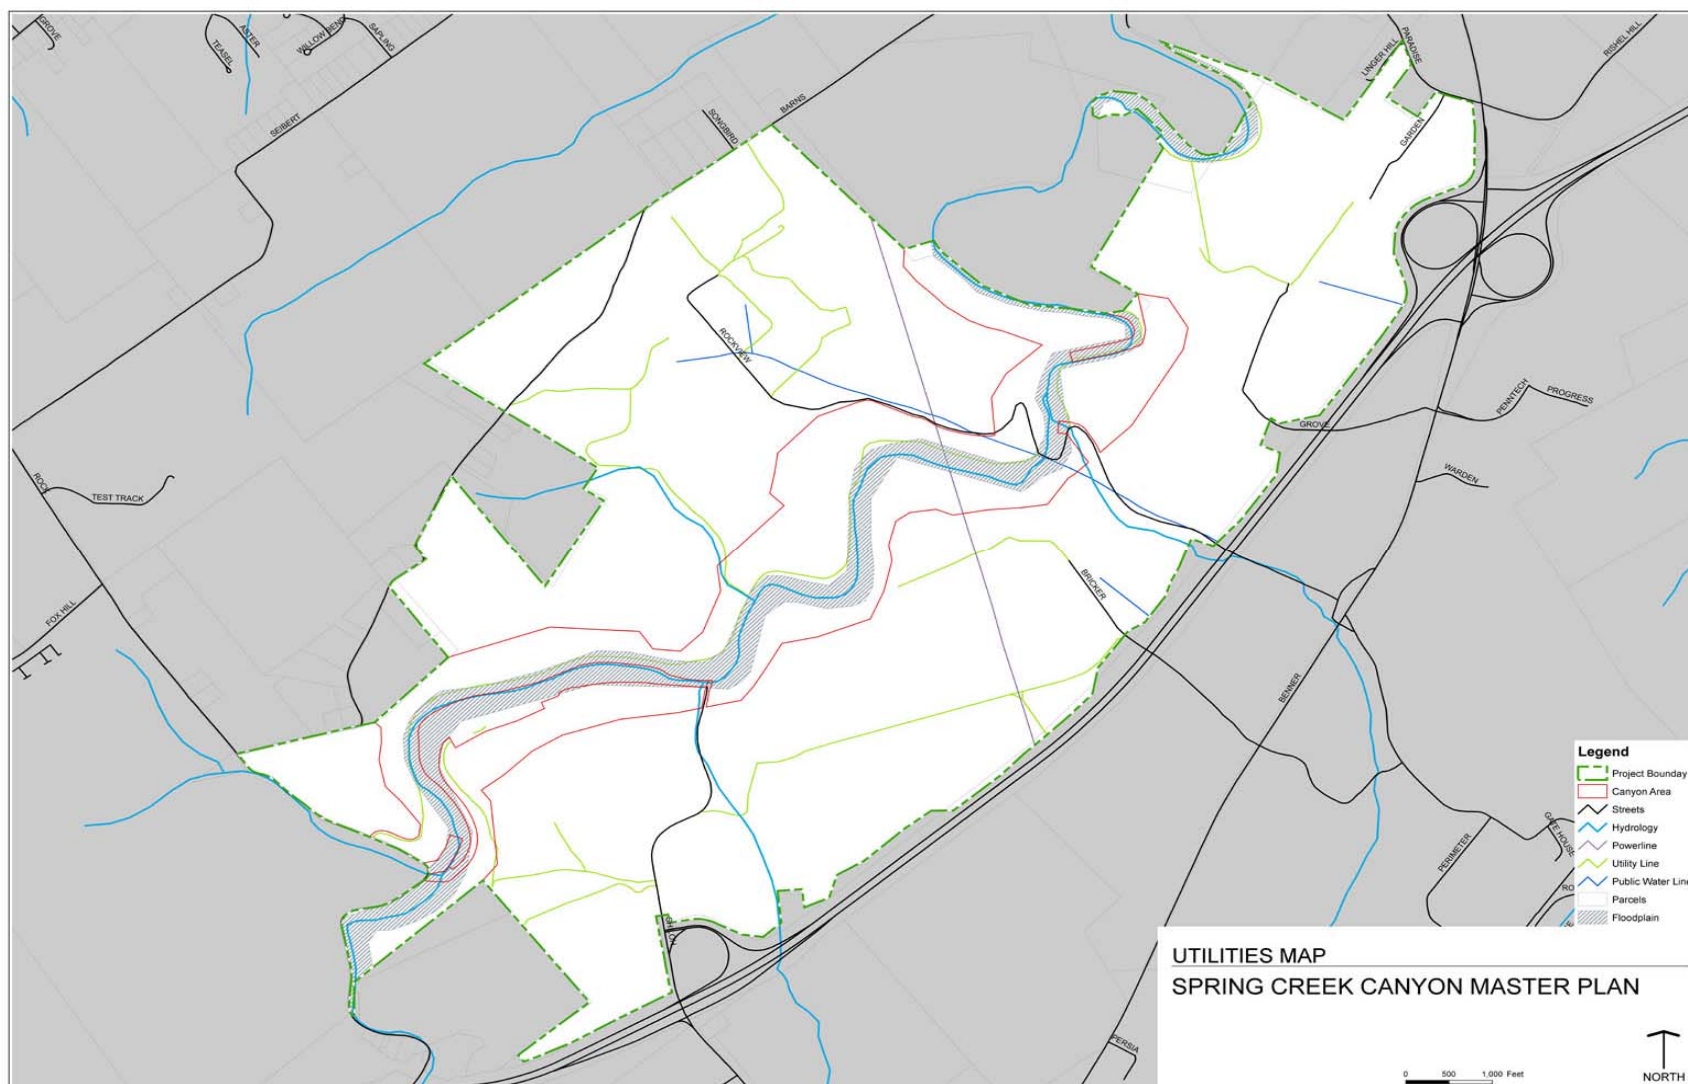 GROVE
ASTER
TEASEL
WILLOW BEND
SAPLING
SEIBERT
SONGBIRD
BARNS
LINGER HILL
PARADISE
RISHEL HILL
GARDEN
ROCKVIEW
PENNTECH
PROGRESS
GROVE
WARDEN
ROCK
TEST TRACK
FOX HILL
BRICKER
BENNER
PERIMETER
GATE HOUSE
RO
PERSIA
Legend
Project Bounday
Canyon Area
Streets
Hydrology
Powerline
Utility Line
Public Water Line
Parcels
Floodplain
UTILITIES MAP
SPRING CREEK CANYON MASTER PLAN
0 500 1,000 Feet
NORTH